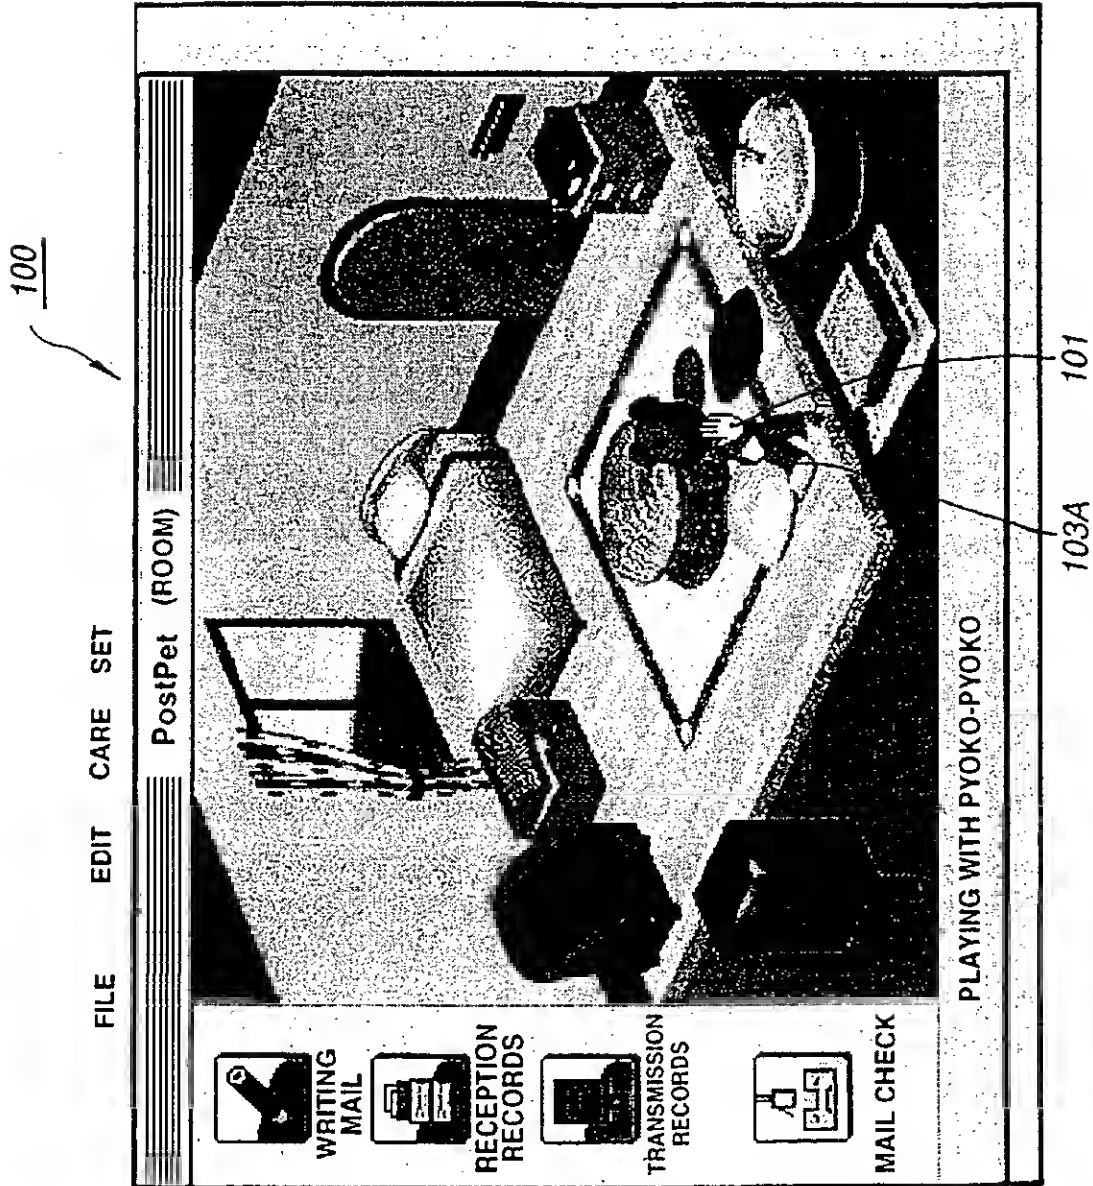 100
FILE EDIT CARE SET
PostPet (ROOM)
WRITING
MAIL
RECEPTION
RECORDS
TRANSMISSION
RECORDS
MAIL CHECK
PLAYING WITH PYOKO-PYOKO
103A
101